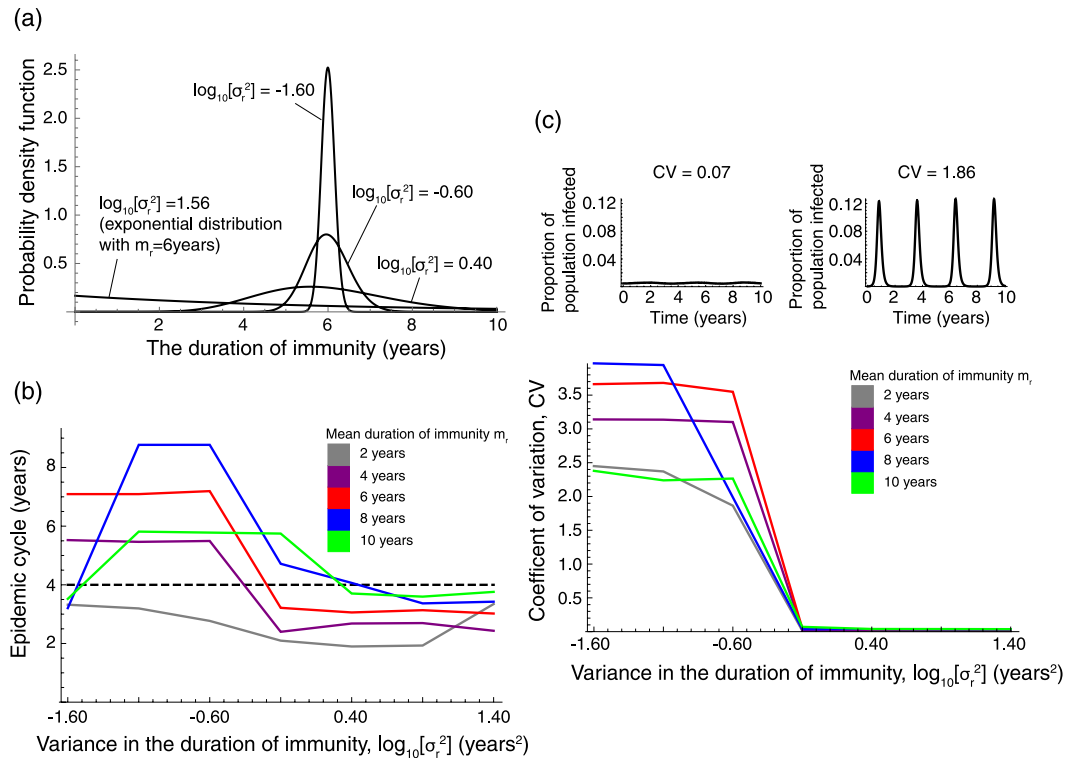 (a)
Probability density function
2.5
2.0
1.5
1.0
0.5
log10[σr²] = -1.60
log10[σr²] = -0.60
log10[σr²] = 0.40
log10[σr²] =1.56
(exponential distribution
with mr=6years)
2
4
6
8
10
The duration of immunity (years)
(b)
Epidemic cycle (years)
8
6
4
2
Mean duration of immunity mr
2 years
4 years
6 years
8 years
10 years
-1.60
-0.60
0.40
1.40
Variance in the duration of immunity, log10[σr²] (years²)
(c)
CV = 0.07
Proportion of
population infected
0.12
0.08
0.04
0 2 4 6 8 10
Time (years)
CV = 1.86
Proportion of
population infected
0.12
0.08
0.04
0 2 4 6 8 10
Time (years)
Coefficent of variation, CV
3.5
3.0
2.5
2.0
1.5
1.0
0.5
Mean duration of immunity mr
2 years
4 years
6 years
8 years
10 years
-1.60
-0.60
0.40
1.40
Variance in the duration of immunity, log10[σr²] (years²)